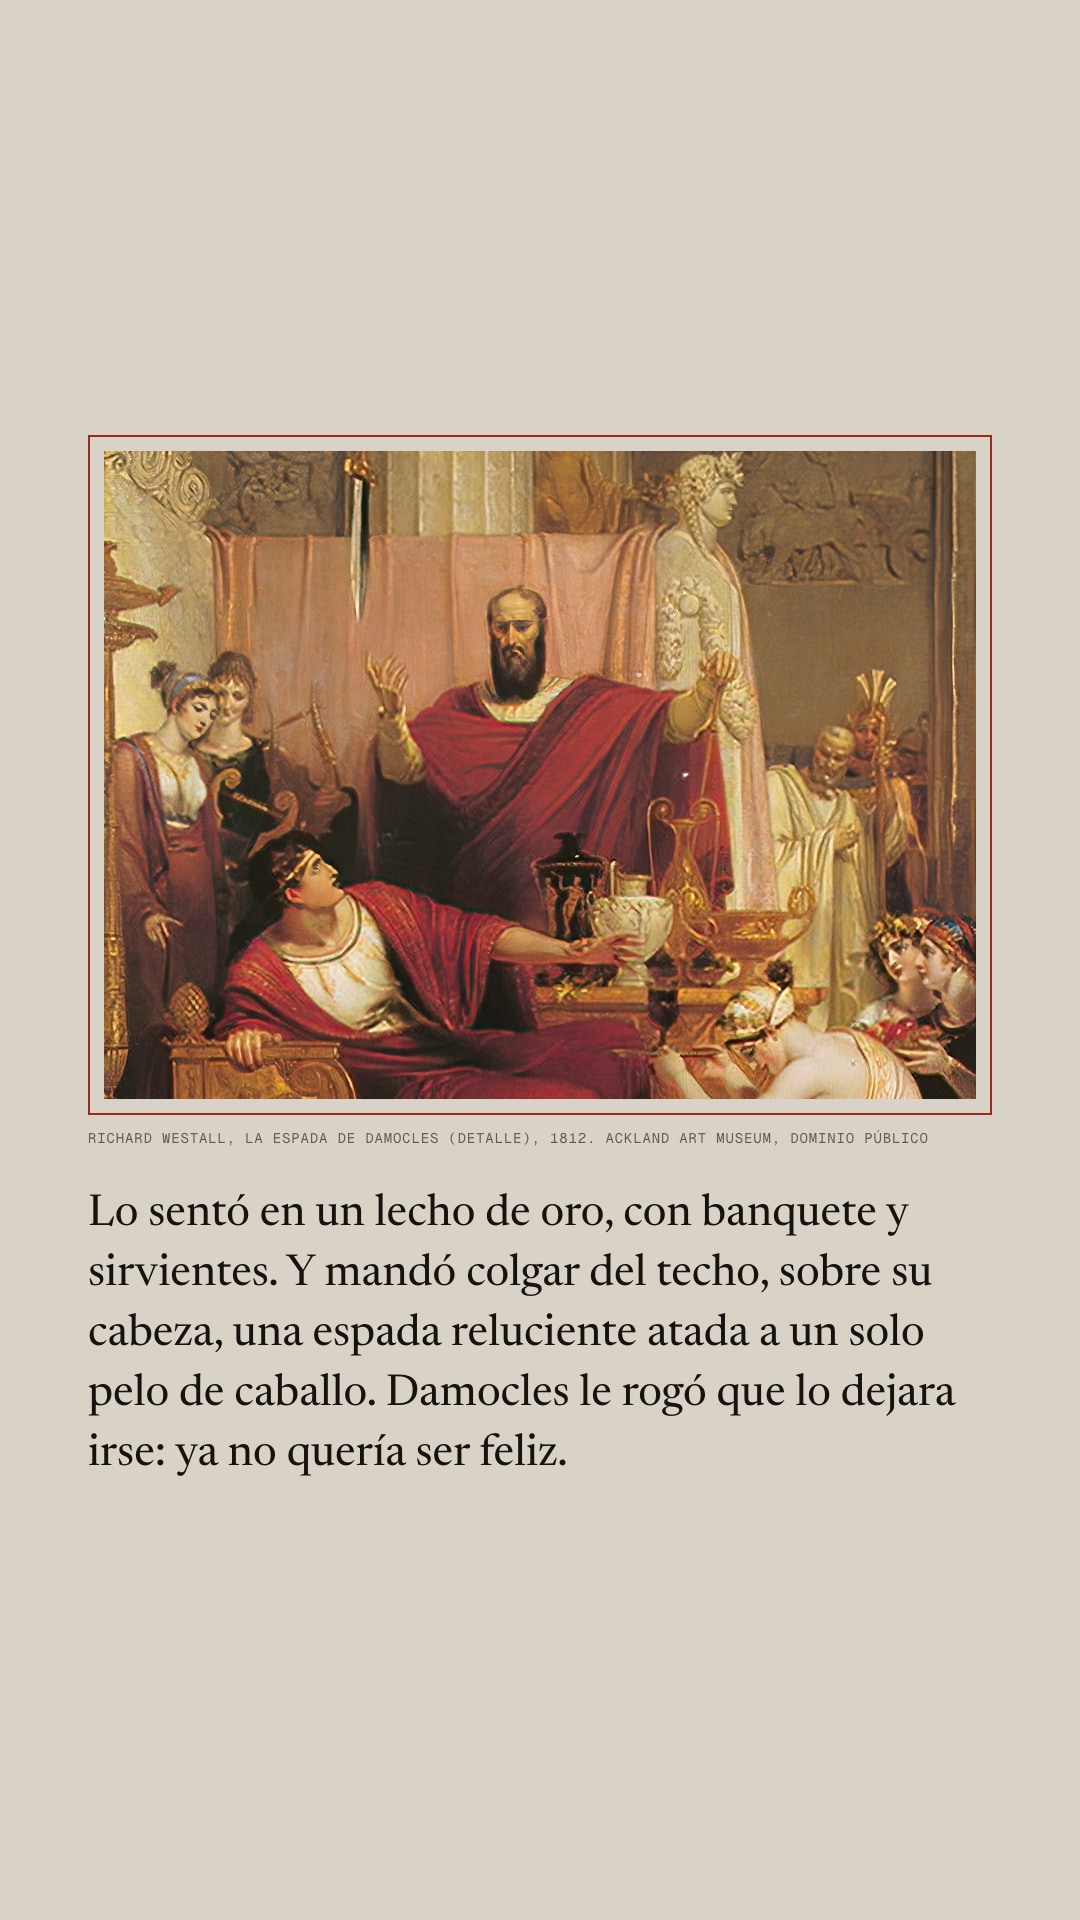 RICHARD WESTALL, LA ESPADA DE DAMOCLES (DETALLE), 1812. ACKLAND ART MUSEUM, DOMINIO PÚBLICO
Lo sentó en un lecho de oro, con banquete y
sirvientes. Y mandó colgar del techo, sobre su
cabeza, una espada reluciente atada a un solo
pelo de caballo. Damocles le rogó que lo dejara
irse: ya no quería ser feliz.